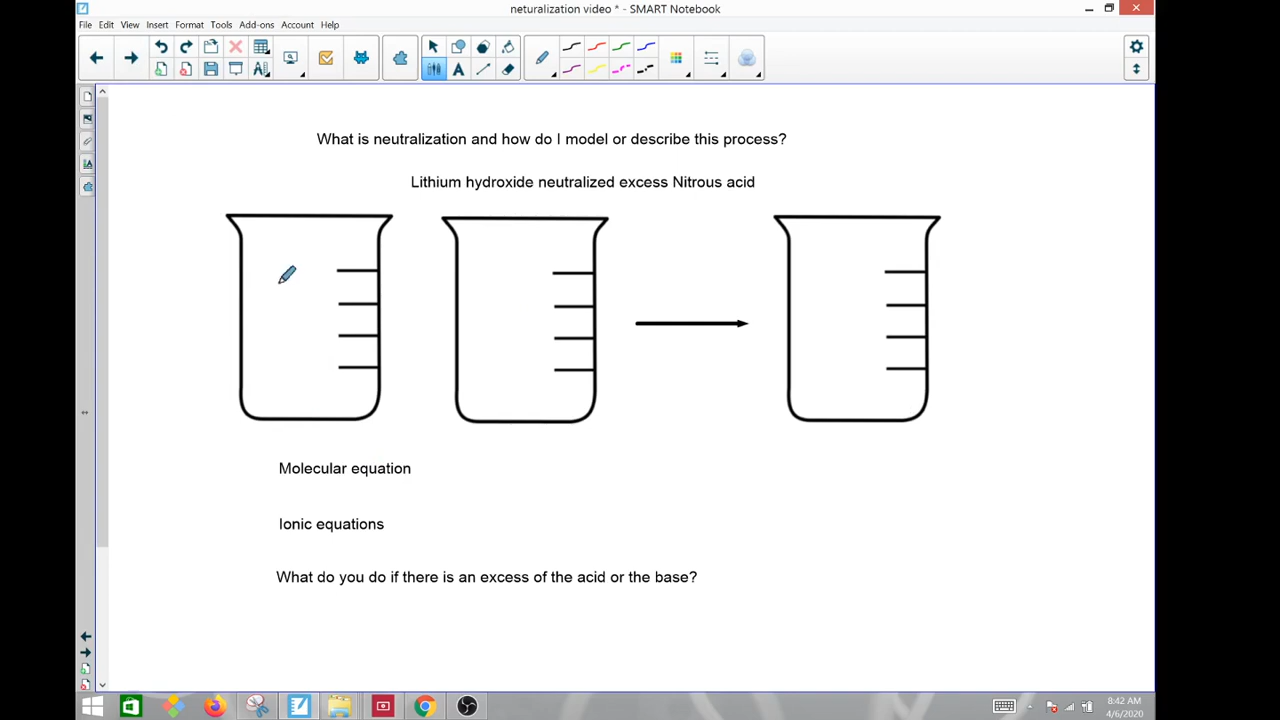 neturalization video * - SMART Notebook
File Edit View Insert Format Tools Add-ons Account Help
What is neutralization and how do I model or describe this process?
Lithium hydroxide neutralized excess Nitrous acid
Molecular equation
Ionic equations
What do you do if there is an excess of the acid or the base?
8:42 AM
4/6/2020